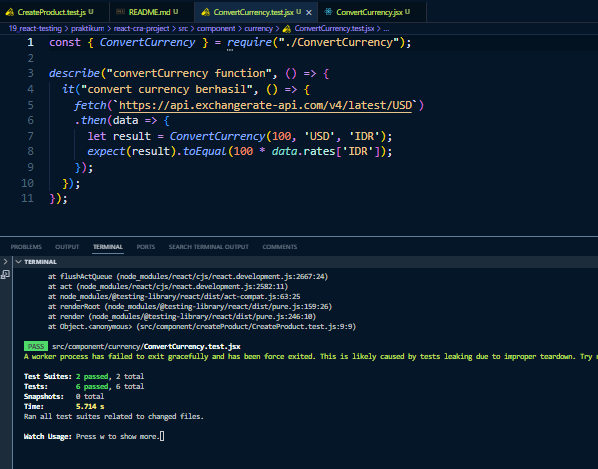 CreateProduct.test.js U
README.md U
ConvertCurrency.test.jsx U
ConvertCurrency.jsx U
19_react-testing > praktikum > react-cra-project > src > component > currency > ConvertCurrency.test.jsx > ...
1 const { ConvertCurrency } = require("./ConvertCurrency");
2
3 describe("convertCurrency function", () => {
4 it("convert currency berhasil", () => {
5 fetch(`https://api.exchangerate-api.com/v4/latest/USD`)
6 .then(data => {
7 let result = ConvertCurrency(100, 'USD', 'IDR');
8 expect(result).toEqual(100 * data.rates['IDR']);
9 });
10 });
11 });
PROBLEMS OUTPUT TERMINAL PORTS SEARCH TERMINAL OUTPUT COMMENTS
TERMINAL
at flushActQueue (node_modules/react/cjs/react.development.js:2667:24)
at act (node_modules/react/cjs/react.development.js:2582:11)
at node_modules/@testing-library/react/dist/act-compat.js:63:25
at renderRoot (node_modules/@testing-library/react/dist/pure.js:159:26)
at render (node_modules/@testing-library/react/dist/pure.js:246:10)
at Object.<anonymous> (src/component/createProduct/CreateProduct.test.js:9:9)
PASS src/component/currency/ConvertCurrency.test.jsx
A worker process has failed to exit gracefully and has been force exited. This is likely caused by tests leaking due to improper teardown. Try
Test Suites: 2 passed, 2 total
Tests: 6 passed, 6 total
Snapshots: 0 total
Time: 5.714 s
Ran all test suites related to changed files.
Watch Usage: Press w to show more.